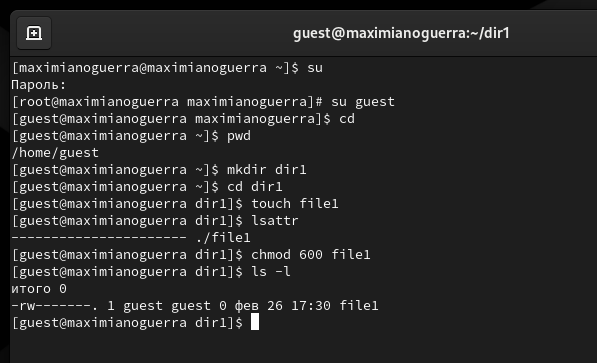 guest@maximianoguerra:~/dir1
[maximianoguerra@maximianoguerra ~]$ su
Пароль:
[root@maximianoguerra maximianoguerra]# su guest
[guest@maximianoguerra maximianoguerra]$ cd
[guest@maximianoguerra ~]$ pwd
/home/guest
[guest@maximianoguerra ~]$ mkdir dir1
[guest@maximianoguerra ~]$ cd dir1
[guest@maximianoguerra dir1]$ touch file1
[guest@maximianoguerra dir1]$ lsattr
---------------------- ./file1
[guest@maximianoguerra dir1]$ chmod 600 file1
[guest@maximianoguerra dir1]$ ls -l
итого 0
-rw-------. 1 guest guest 0 фев 26 17:30 file1
[guest@maximianoguerra dir1]$